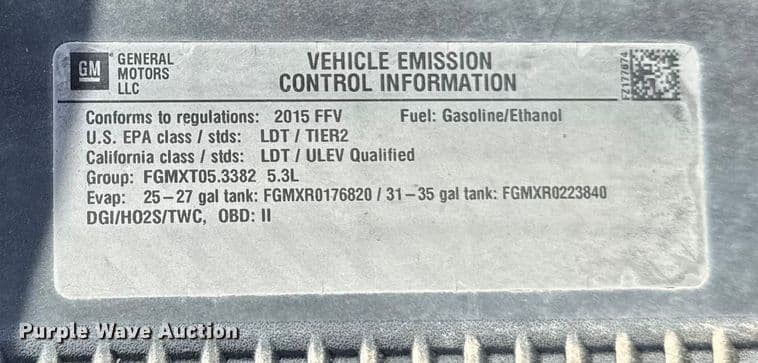 GM
GENERAL
MOTORS
LLC
VEHICLE EMISSION
CONTROL INFORMATION
FZ177674
Conforms to regulations: 2015 FFV Fuel: Gasoline/Ethanol
U.S. EPA class / stds: LDT / TIER2
California class / stds: LDT / ULEV Qualified
Group: FGMXT05.3382 5.3L
Evap: 25-27 gal tank: FGMXR0176820 / 31-35 gal tank: FGMXR0223840
DGI/HO2S/TWC, OBD: II
Purple Wave Auction